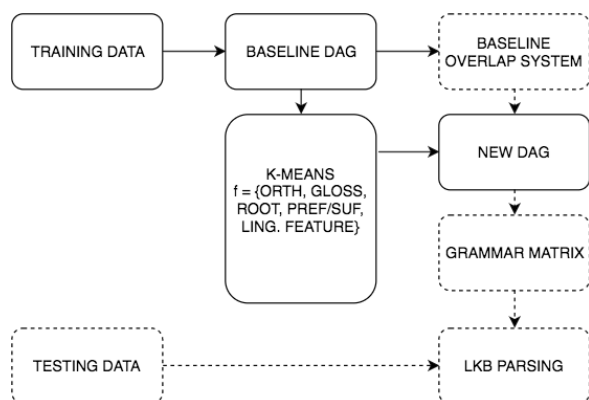 TRAINING DATA
BASELINE DAG
BASELINE
OVERLAP SYSTEM
K-MEANS
f = {ORTH, GLOSS,
ROOT, PREF/SUF,
LING. FEATURE}
NEW DAG
GRAMMAR MATRIX
TESTING DATA
LKB PARSING